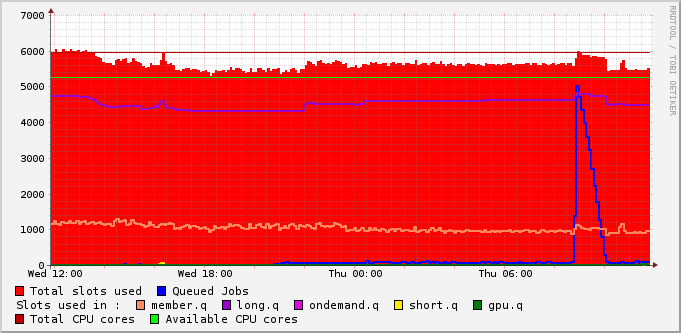 RRDTOOL / TOBI OETIKER
7000
6000
5000
4000
3000
2000
1000
0
Wed 12:00 Wed 18:00 Thu 00:00 Thu 06:00
Total slots used Queued Jobs
Slots used in : member.q long.q ondemand.q short.q gpu.q
Total CPU cores Available CPU cores